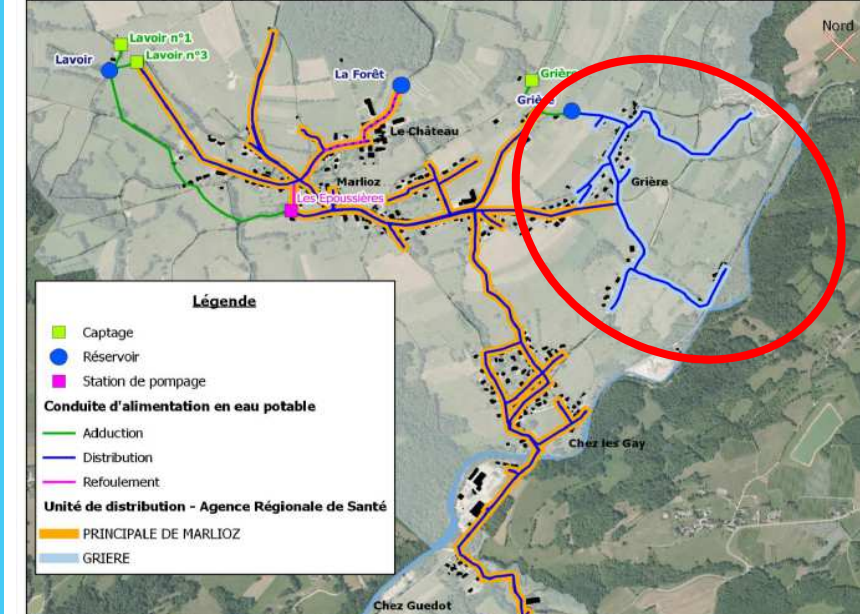 Nord
Lavoir n°1
Lavoir n°3
Lavoir
La Forêt
Grière
Grière
Le Château
Marlioz
Grière
Les Epoussières
Légende
Captage
Réservoir
Station de pompage
Conduite d'alimentation en eau potable
Adduction
Distribution
Refoulement
Unité de distribution - Agence Régionale de Santé
PRINCIPALE DE MARLIOZ
GRIERE
Chez les Gay
Chez Guedot